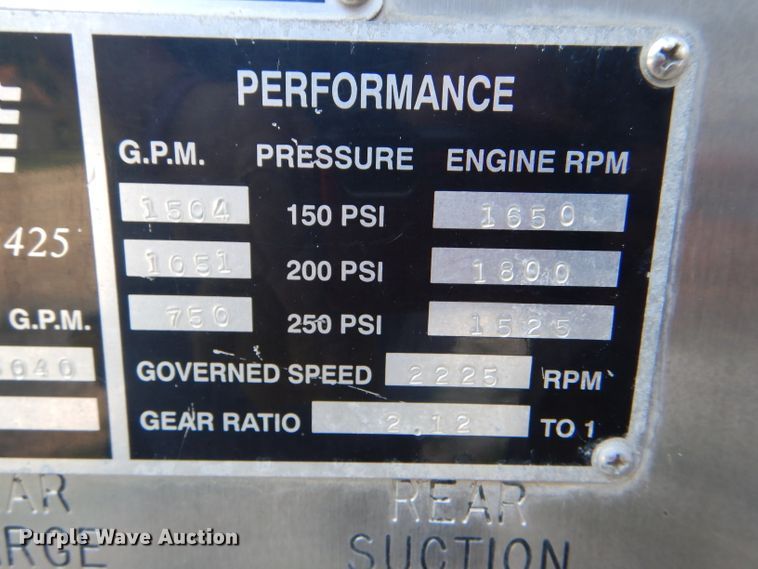 PERFORMANCE
G.P.M. PRESSURE ENGINE RPM
1504 150 PSI 1650
1051 200 PSI 1800
750 250 PSI 1525
GOVERNED SPEED 2225 RPM
GEAR RATIO 2.12 TO 1
425
G.P.M.
REAR
SUCTION
Purple Wave Auction